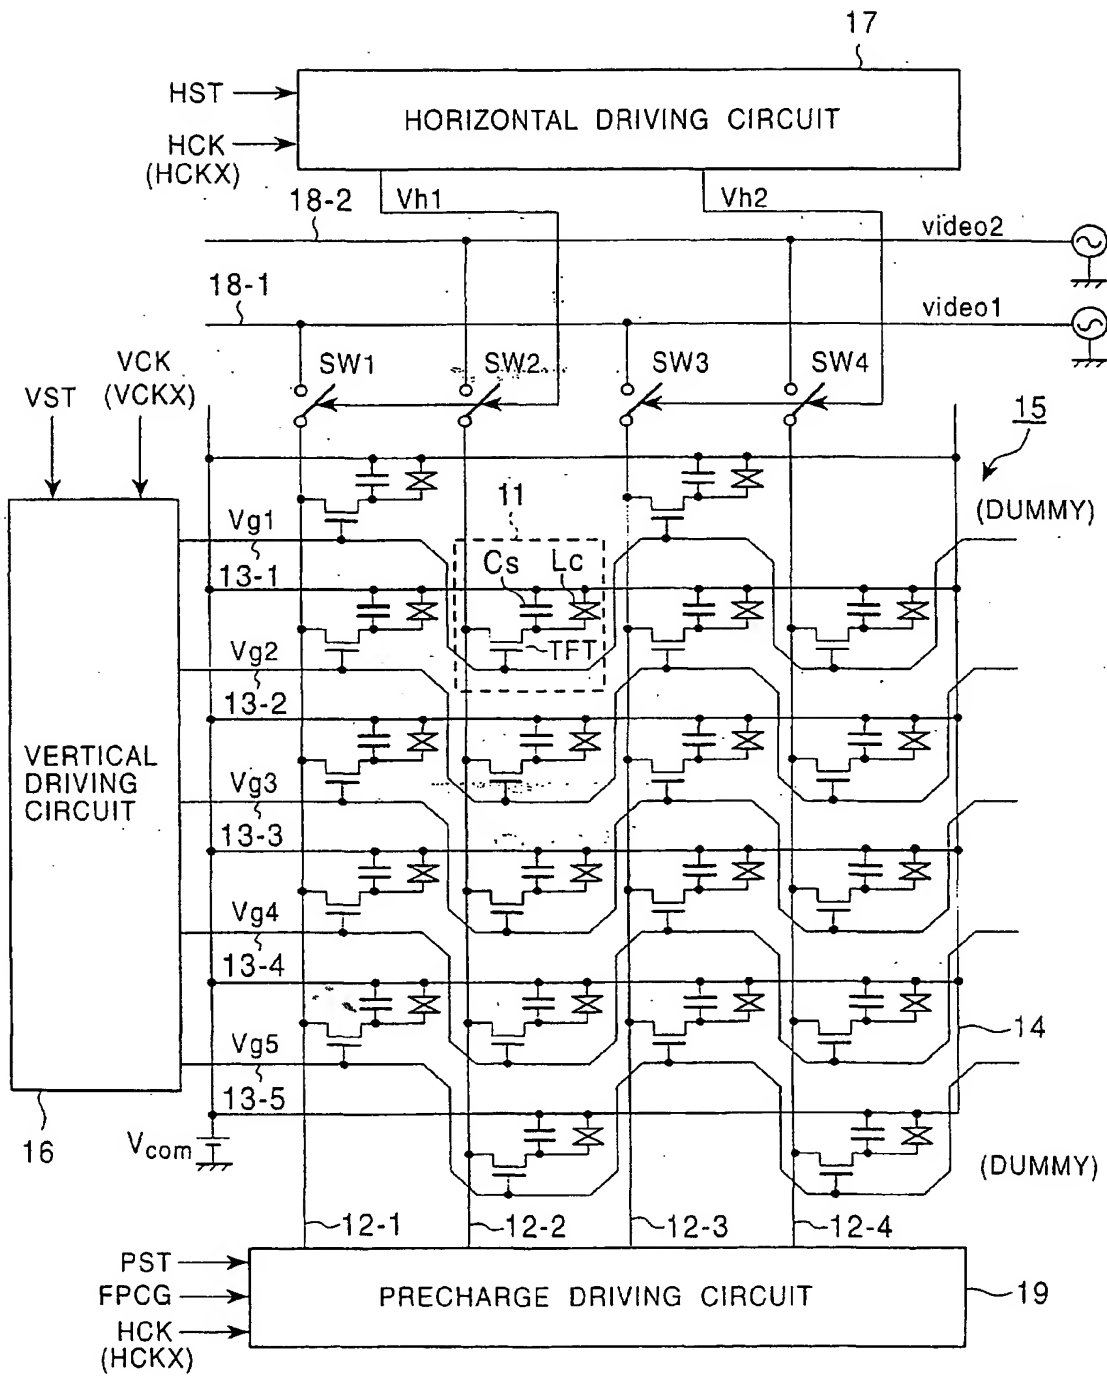 17
HST
HORIZONTAL DRIVING CIRCUIT
HCK
(HCKX)
Vh1
Vh2
18-2
video2
18-1
video1
SW1
SW2
SW3
SW4
VCK
(VCKX)
VST
15
(DUMMY)
11
Vg1
13-1
Cs
Lc
TFT
Vg2
13-2
VERTICAL
DRIVING
CIRCUIT
Vg3
13-3
Vg4
13-4
14
Vg5
13-5
16
Vcom
(DUMMY)
12-1
12-2
12-3
12-4
PST
FPCG
HCK
(HCKX)
PRECHARGE DRIVING CIRCUIT
19